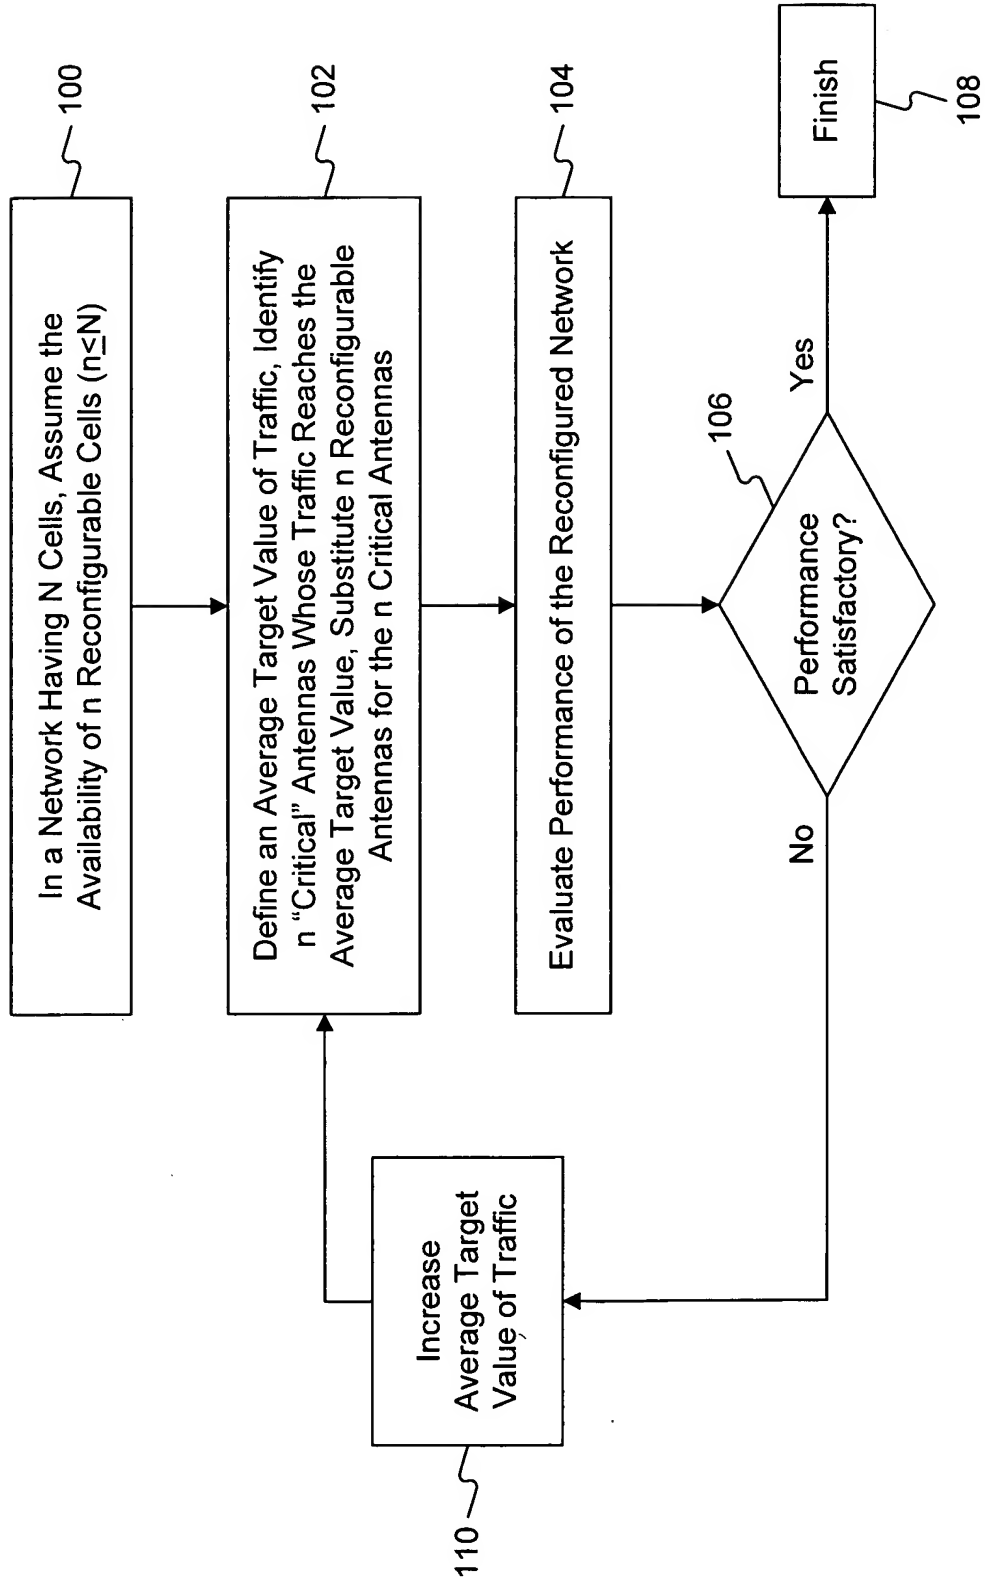 In a Network Having N Cells, Assume the
Availability of n Reconfigurable Cells (n≤N)
100
Define an Average Target Value of Traffic, Identify
n “Critical” Antennas Whose Traffic Reaches the
Average Target Value, Substitute n Reconfigurable
Antennas for the n Critical Antennas
102
Evaluate Performance of the Reconfigured Network
104
Performance
Satisfactory?
106
Yes
Finish
108
No
Increase
Average Target
Value of Traffic
110